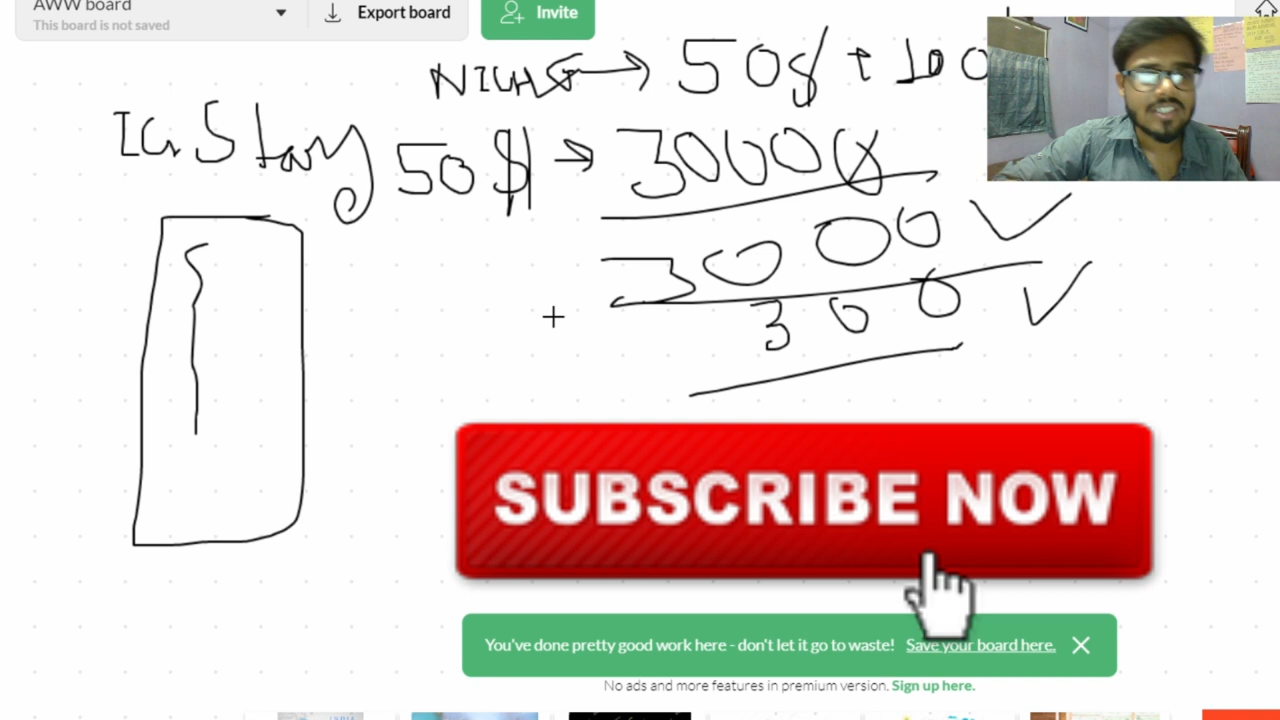 AWW board
This board is not saved
Export board
Invite
50$ + 100
IG Story 50$ → 30000
3000 ✓
+ 300 ✓
SUBSCRIBE NOW
You've done pretty good work here - don't let it go to waste! Save your board here.
No ads and more features in premium version. Sign up here.